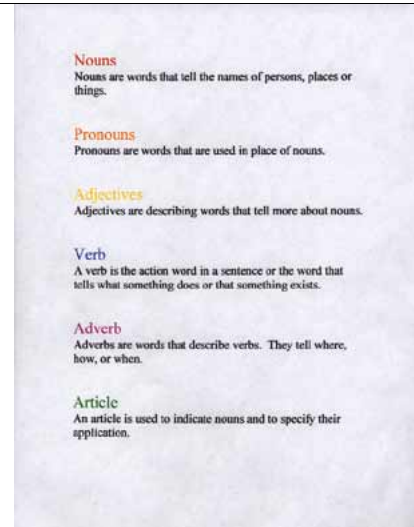 Nouns
Nouns are words that tell the names of persons, places or
things.
Pronouns
Pronouns are words that are used in place of nouns.
Adjectives
Adjectives are describing words that tell more about nouns.
Verb
A verb is the action word in a sentence or the word that
tells what something does or that something exists.
Adverb
Adverbs are words that describe verbs. They tell where,
how, or when.
Article
An article is used to indicate nouns and to specify their
application.